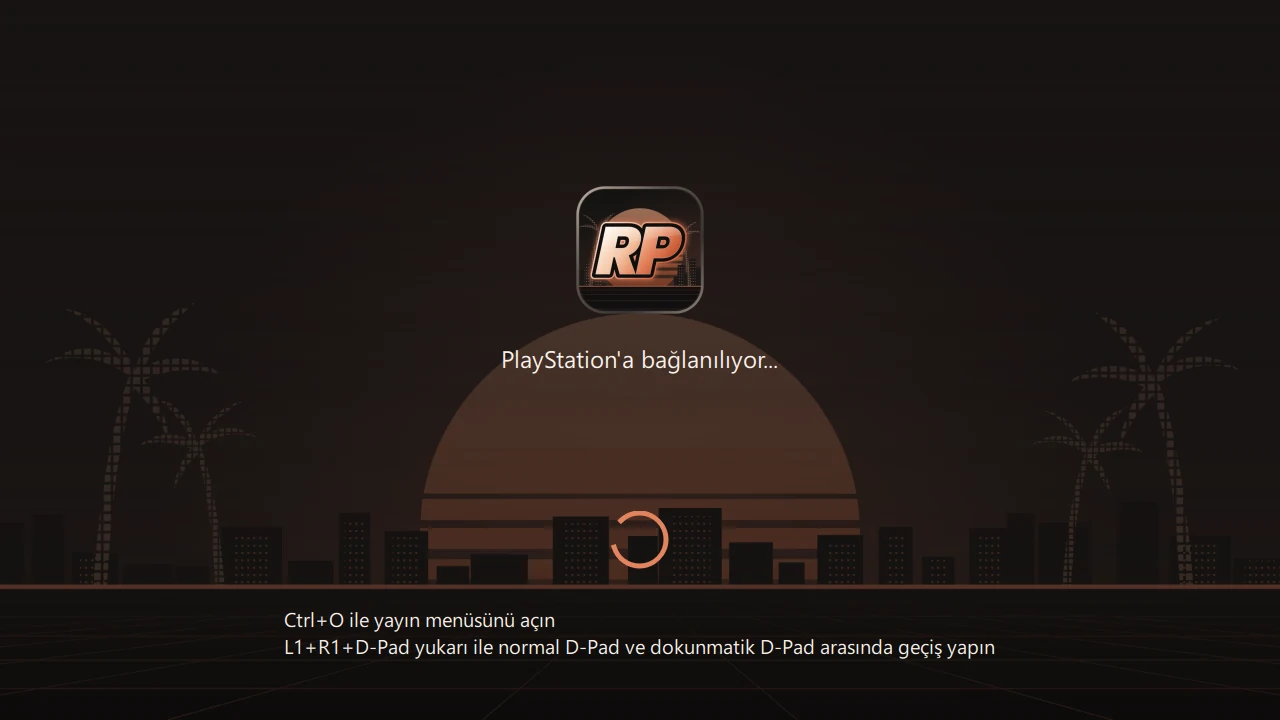 RP
PlayStation'a bağlanılıyor...
Ctrl+O ile yayın menüsünü açın
L1+R1+D-Pad yukarı ile normal D-Pad ve dokunmatik D-Pad arasında geçiş yapın